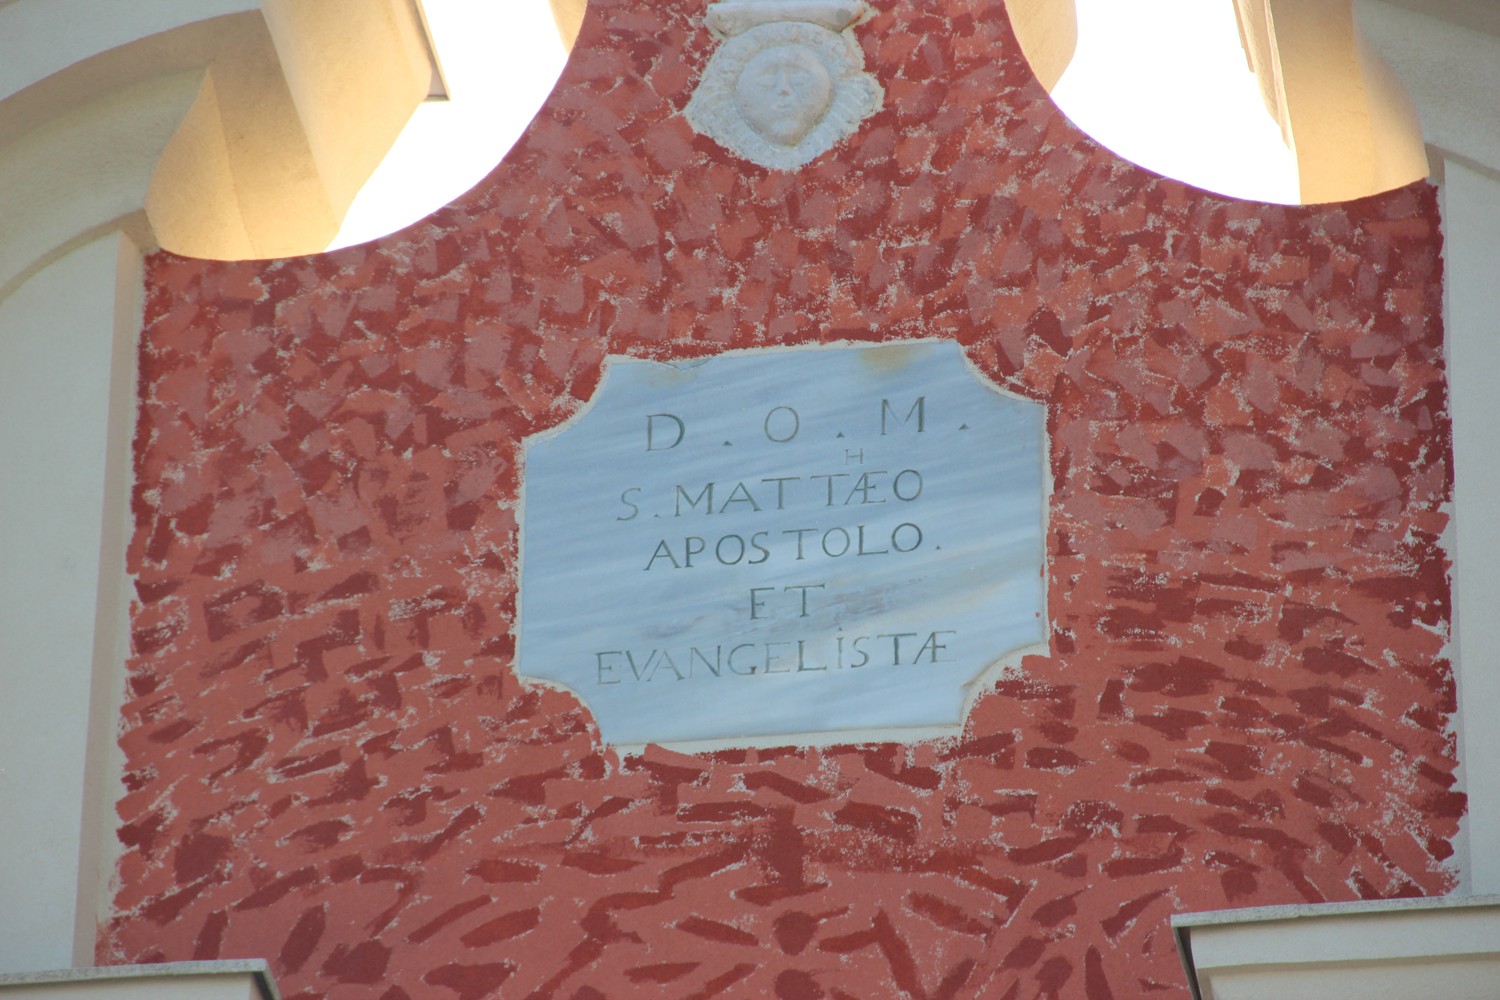 D . O . M .
H
S. MATTÆO
APOSTOLO.
ET
EVANGELISTÆ